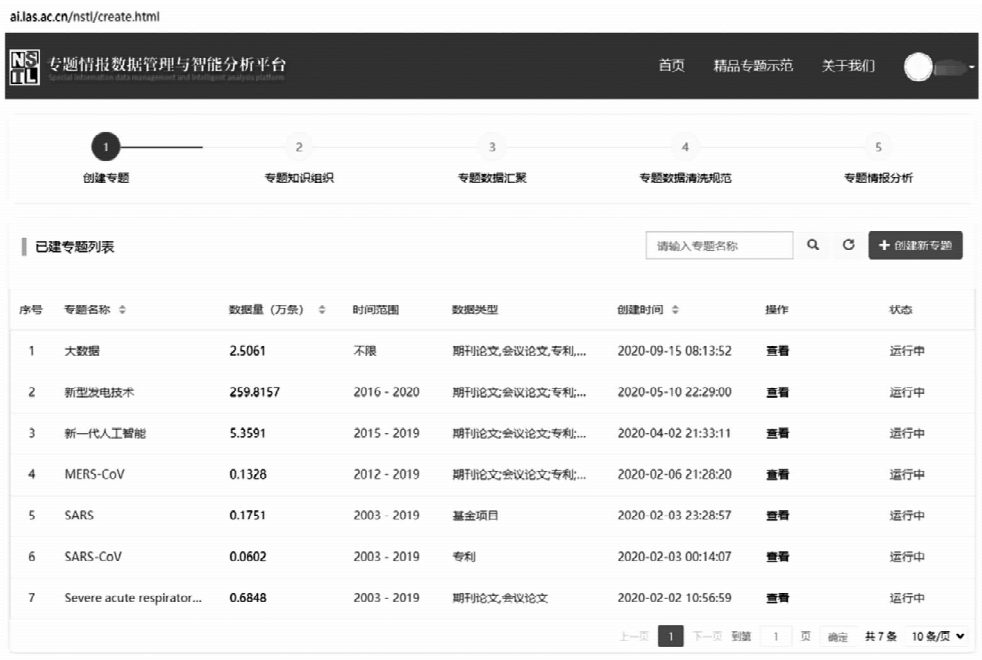 ai.las.ac.cn/nstl/create.html
NSTL 专题情报数据管理与智能分析平台 首页 精品专题示范 关于我们
Special information data management and intelligent analysis platform
1 2 3 4 5
创建专题 专题知识组织 专题数据汇聚 专题数据清洗规范 专题情报分析
已建专题列表 请输入专题名称 + 创建新专题
序号 专题名称 数据量（万条） 时间范围 数据类型 创建时间 操作 状态
1 大数据 2.5061 不限 期刊论文,会议论文,专利,... 2020-09-15 08:13:52 查看 运行中
2 新型发电技术 259.8157 2016 - 2020 期刊论文;会议论文;专利;... 2020-05-10 22:29:00 查看 运行中
3 新一代人工智能 5.3591 2015 - 2019 期刊论文;会议论文;专利;... 2020-04-02 21:33:11 查看 运行中
4 MERS-CoV 0.1328 2012 - 2019 期刊论文;会议论文;专利;... 2020-02-06 21:28:20 查看 运行中
5 SARS 0.1751 2003 - 2019 基金项目 2020-02-03 23:28:57 查看 运行中
6 SARS-CoV 0.0602 2003 - 2019 专利 2020-02-03 00:14:07 查看 运行中
7 Severe acute respirator... 0.6848 2003 - 2019 期刊论文,会议论文 2020-02-02 10:56:59 查看 运行中
上一页 1 下一页 到第 1 页 确定 共 7 条 10 条/页